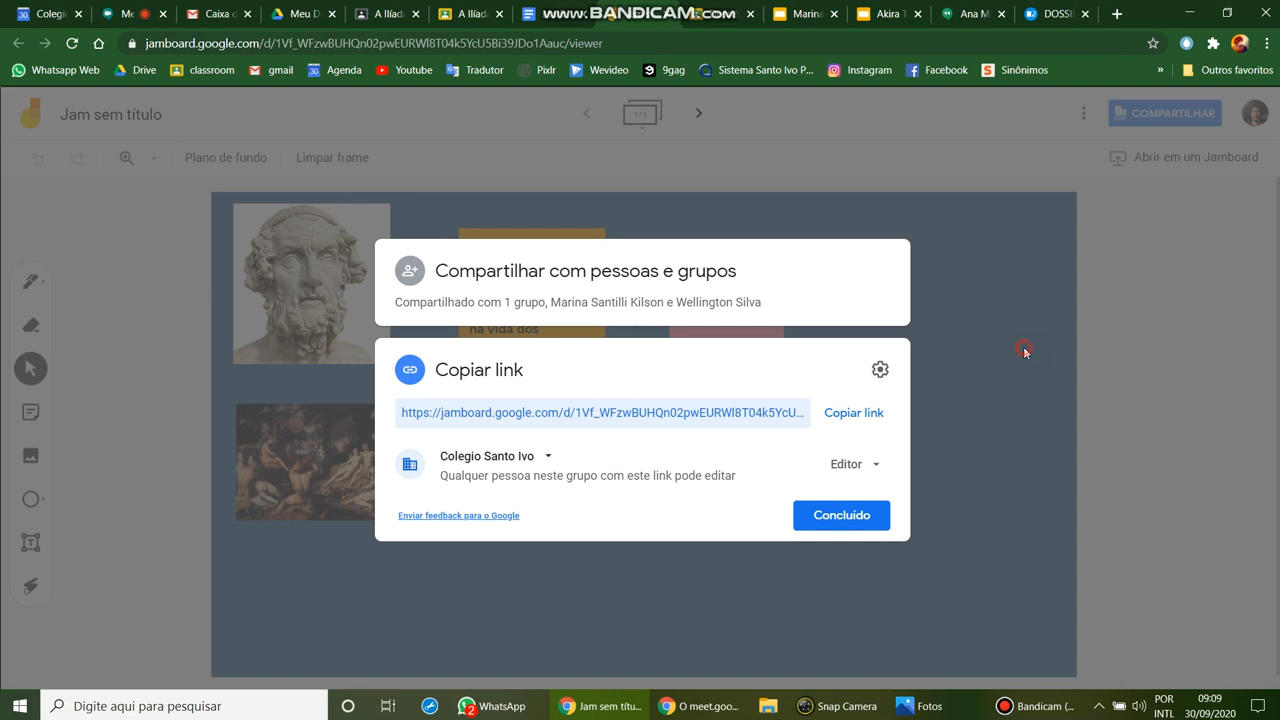 Colegi
Me
Caixa d
Meu D
A Ilíad
A Ilíac
WWW.BANDICAM.COM
Marina
Akira T
Ana M
DOSSI
jamboard.google.com/d/1Vf_WFzwBUHQn02pwEURWl8T04k5YcU5Bi39JDo1Aauc/viewer
Whatsapp Web
Drive
classroom
gmail
30 Agenda
Youtube
Tradutor
Pixlr
Wevideo
9gag
Sistema Santo Ivo P...
Instagram
Facebook
Sinônimos
»
Outros favoritos
Jam sem título
1/1
COMPARTILHAR
Plano de fundo
Limpar frame
Abrir em um Jamboard
Compartilhar com pessoas e grupos
Compartilhado com 1 grupo, Marina Santilli Kilson e Wellington Silva
na vida dos
Copiar link
https://jamboard.google.com/d/1Vf_WFzwBUHQn02pwEURWl8T04k5YcU...
Copiar link
Colegio Santo Ivo
Qualquer pessoa neste grupo com este link pode editar
Editor
Enviar feedback para o Google
Concluído
Digite aqui para pesquisar
2
WhatsApp
Jam sem títu...
O meet.goo...
Snap Camera
Fotos
Bandicam (...
POR
INTL
09:09
30/09/2020